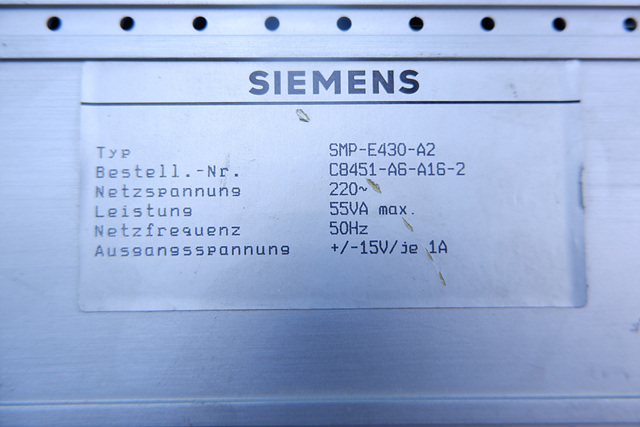 SIEMENS
Typ SMP-E430-A2
Bestell.-Nr. C8451-A6-A16-2
Netzspannung 220~
Leistung 55VA max.
Netzfrequenz 50Hz
Ausgangsspannung +/-15V/je 1A